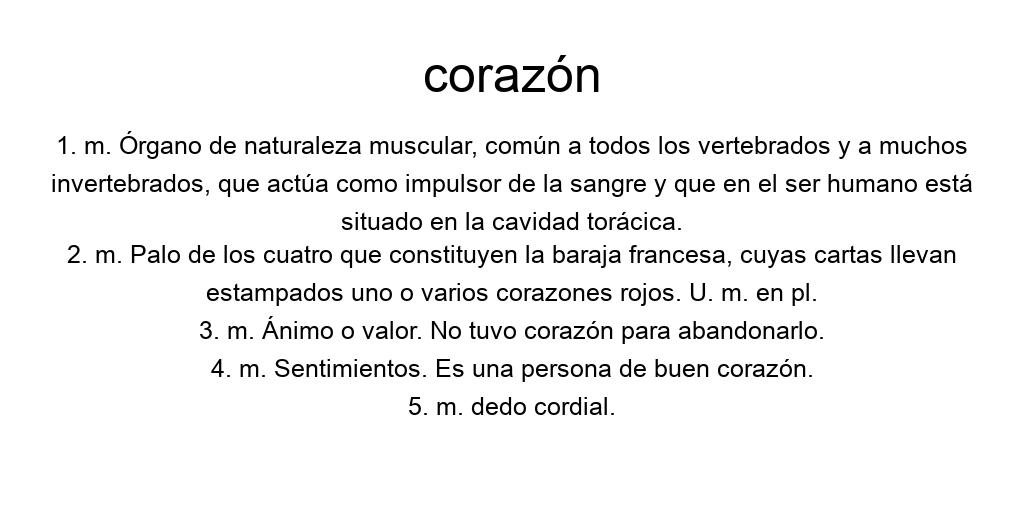 corazón
1. m. Órgano de naturaleza muscular, común a todos los vertebrados y a muchos
invertebrados, que actúa como impulsor de la sangre y que en el ser humano está
situado en la cavidad torácica.
2. m. Palo de los cuatro que constituyen la baraja francesa, cuyas cartas llevan
estampados uno o varios corazones rojos. U. m. en pl.
3. m. Ánimo o valor. No tuvo corazón para abandonarlo.
4. m. Sentimientos. Es una persona de buen corazón.
5. m. dedo cordial.